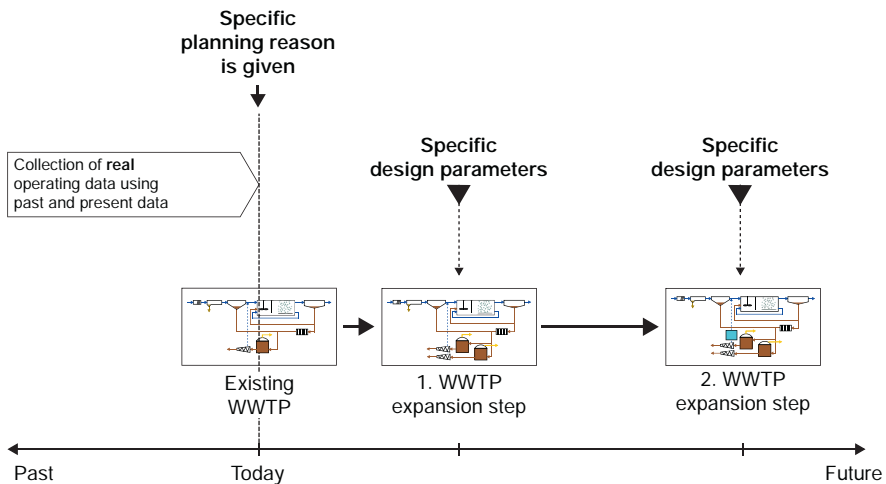 Specific
planning reason
is given
Collection of real
operating data using
past and present data
Specific
design parameters
Specific
design parameters
Existing
WWTP
1. WWTP
expansion step
2. WWTP
expansion step
Past
Today
Future